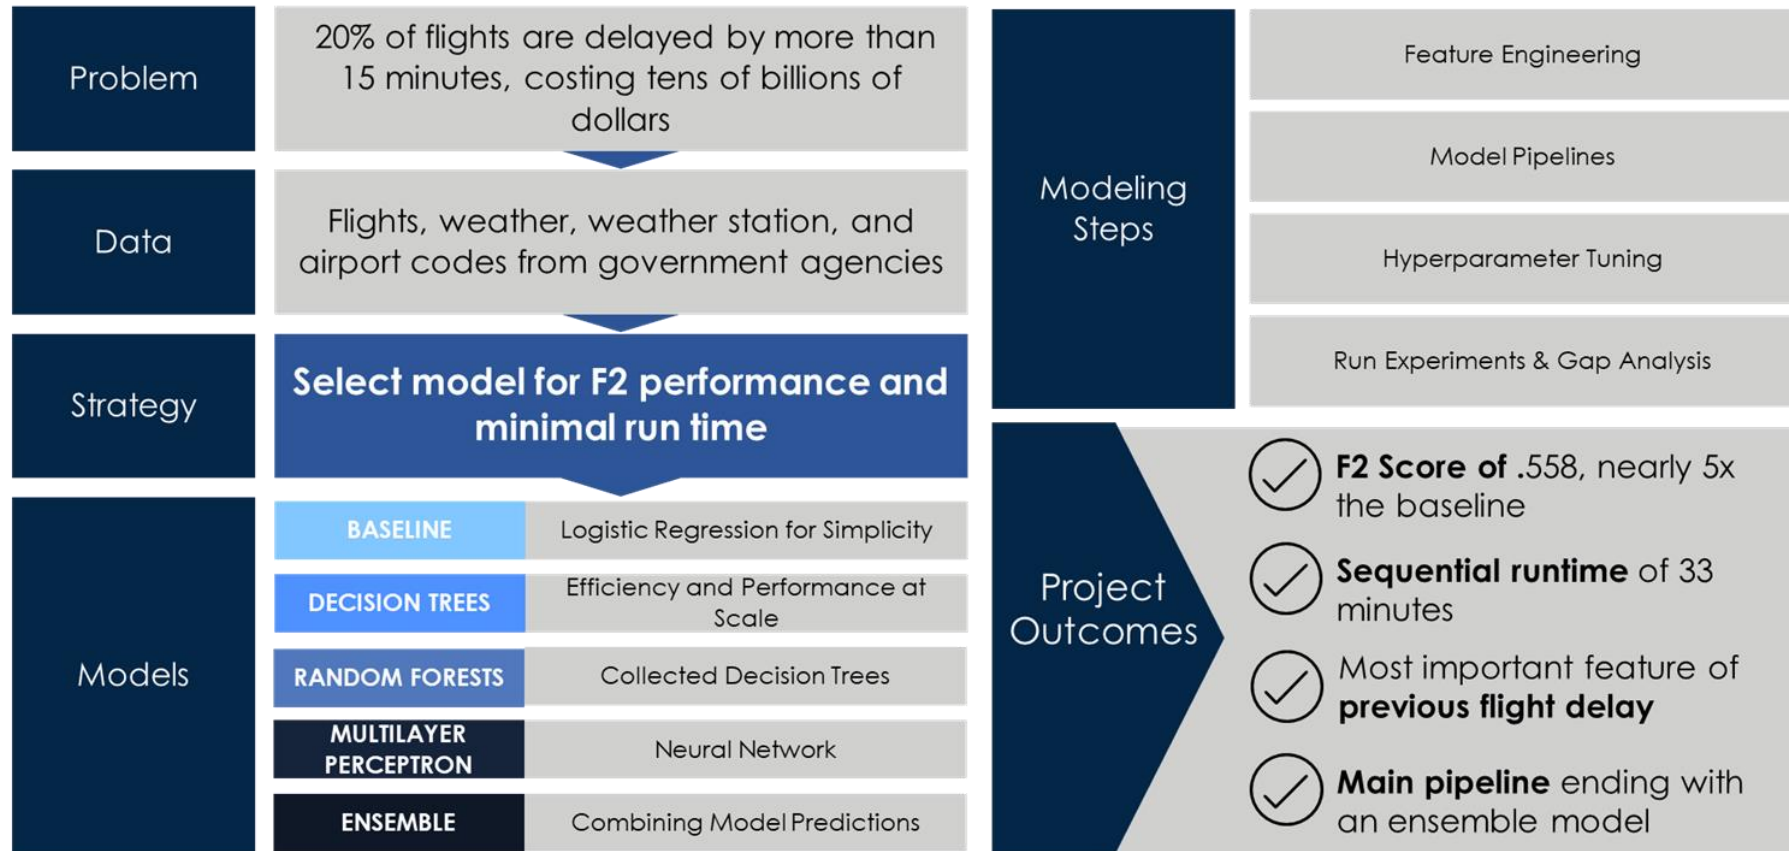 Problem
20% of flights are delayed by more than
15 minutes, costing tens of billions of
dollars
Data
Flights, weather, weather station, and
airport codes from government agencies
Strategy
Select model for F2 performance and
minimal run time
Models
BASELINE
Logistic Regression for Simplicity
DECISION TREES
Efficiency and Performance at
Scale
RANDOM FORESTS
Collected Decision Trees
MULTILAYER
PERCEPTRON
Neural Network
ENSEMBLE
Combining Model Predictions
Modeling
Steps
Feature Engineering
Model Pipelines
Hyperparameter Tuning
Run Experiments & Gap Analysis
Project
Outcomes
F2 Score of .558, nearly 5x
the baseline
Sequential runtime of 33
minutes
Most important feature of
previous flight delay
Main pipeline ending with
an ensemble model